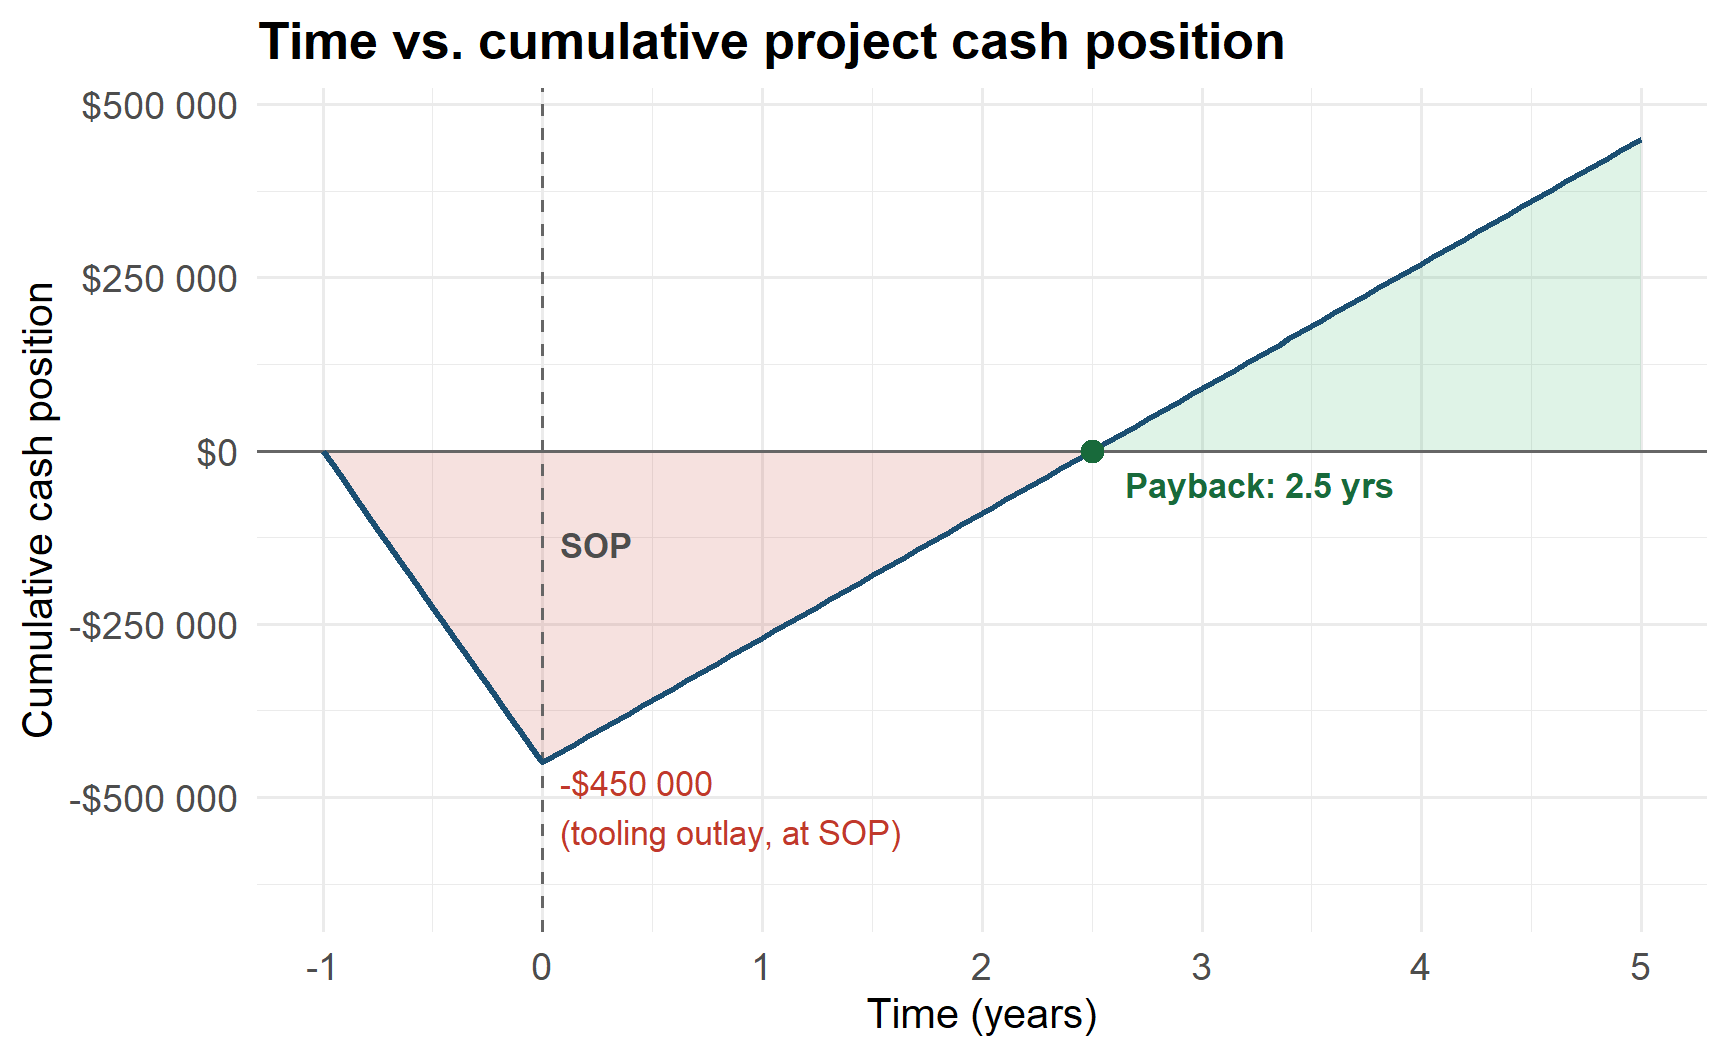 Time vs. cumulative project cash position
Cumulative cash position
$500 000
$250 000
$0
-$250 000
-$500 000
SOP
Payback: 2.5 yrs
-$450 000
(tooling outlay, at SOP)
-1 0 1 2 3 4 5
Time (years)